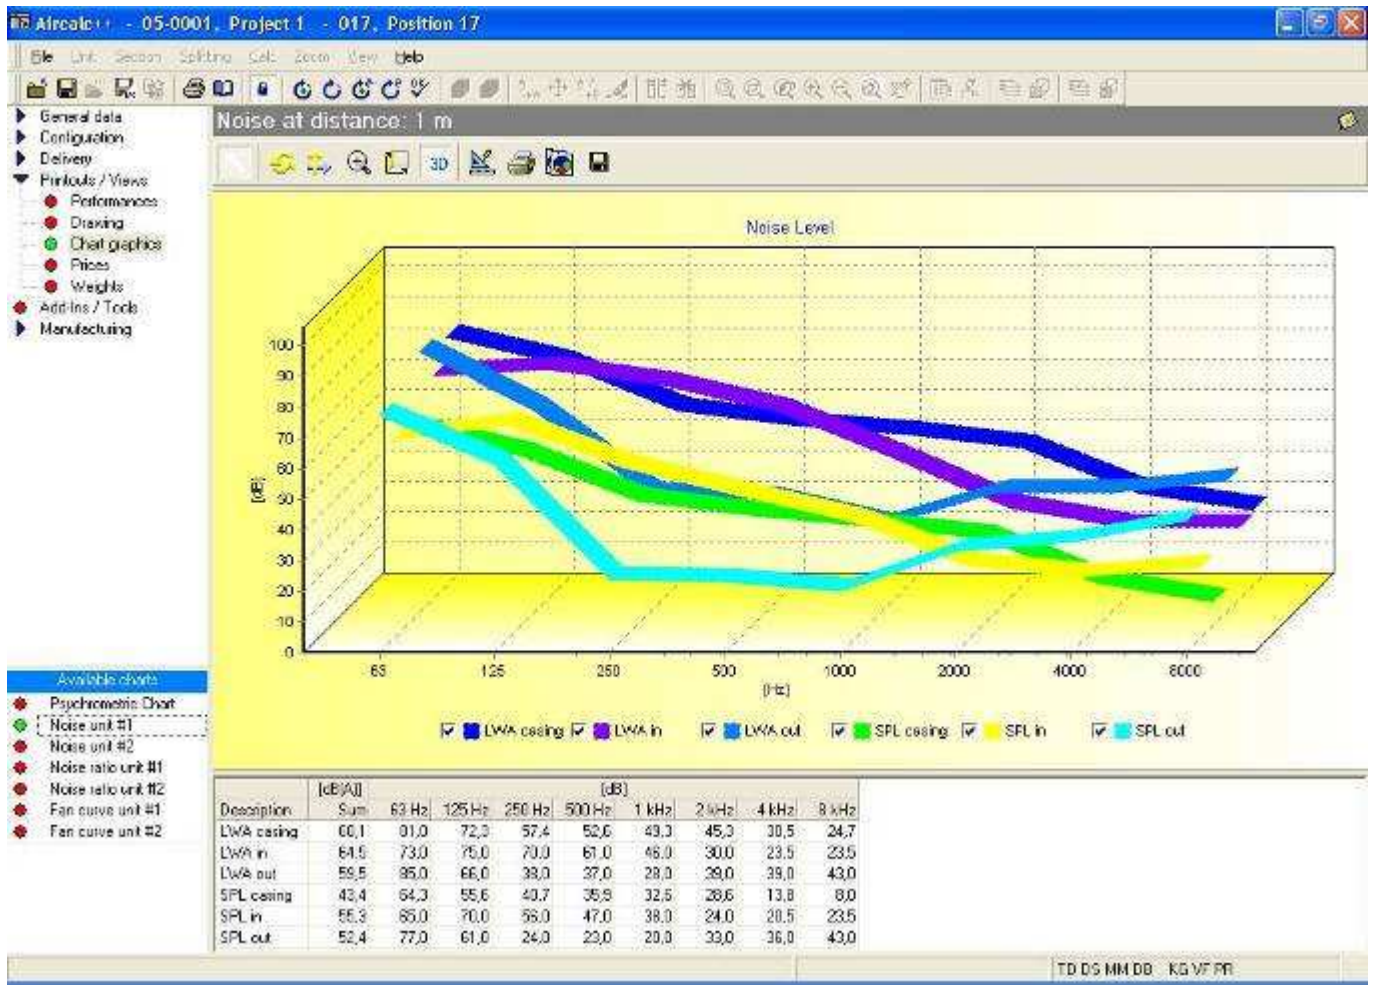 Aircalc++ - 05-0001, Project 1 - 017, Position 17
File Unit Section Splitting Calc Zoom View Help
General data
Configuration
Delivery
Printouts / Views
Performances
Drawing
Chart graphics
Prices
Weights
Add-Ins / Tools
Manufacturing
Noise at distance: 1 m
3D
Noise Level
100
90
80
70
60
50
40
30
20
10
0
[dB]
63 125 250 500 1000 2000 4000 8000
[Hz]
LWA casing LWA in LWA out SPL casing SPL in SPL out
Available charts
Psychrometric Chart
Noise unit #1
Noise unit #2
Noise ratio unit #1
Noise ratio unit #2
Fan curve unit #1
Fan curve unit #2
[dB(A)] [dB]
Description Sum 63 Hz 125 Hz 250 Hz 500 Hz 1 kHz 2 kHz 4 kHz 8 kHz
LWA casing 60,1 81,0 72,3 57,4 52,6 49,3 45,3 30,5 24,7
LWA in 64,5 73,0 75,0 70,0 61,0 46,0 30,0 23,5 23,5
LWA out 59,5 85,0 66,0 38,0 37,0 28,0 39,0 39,0 43,0
SPL casing 43,4 64,3 55,6 40,7 35,9 32,6 28,6 13,8 8,0
SPL in 55,3 65,0 70,0 56,0 47,0 38,0 24,0 20,5 23,5
SPL out 52,4 77,0 61,0 24,0 23,0 20,0 33,0 36,0 43,0
TD DS MM DB KG VF PR